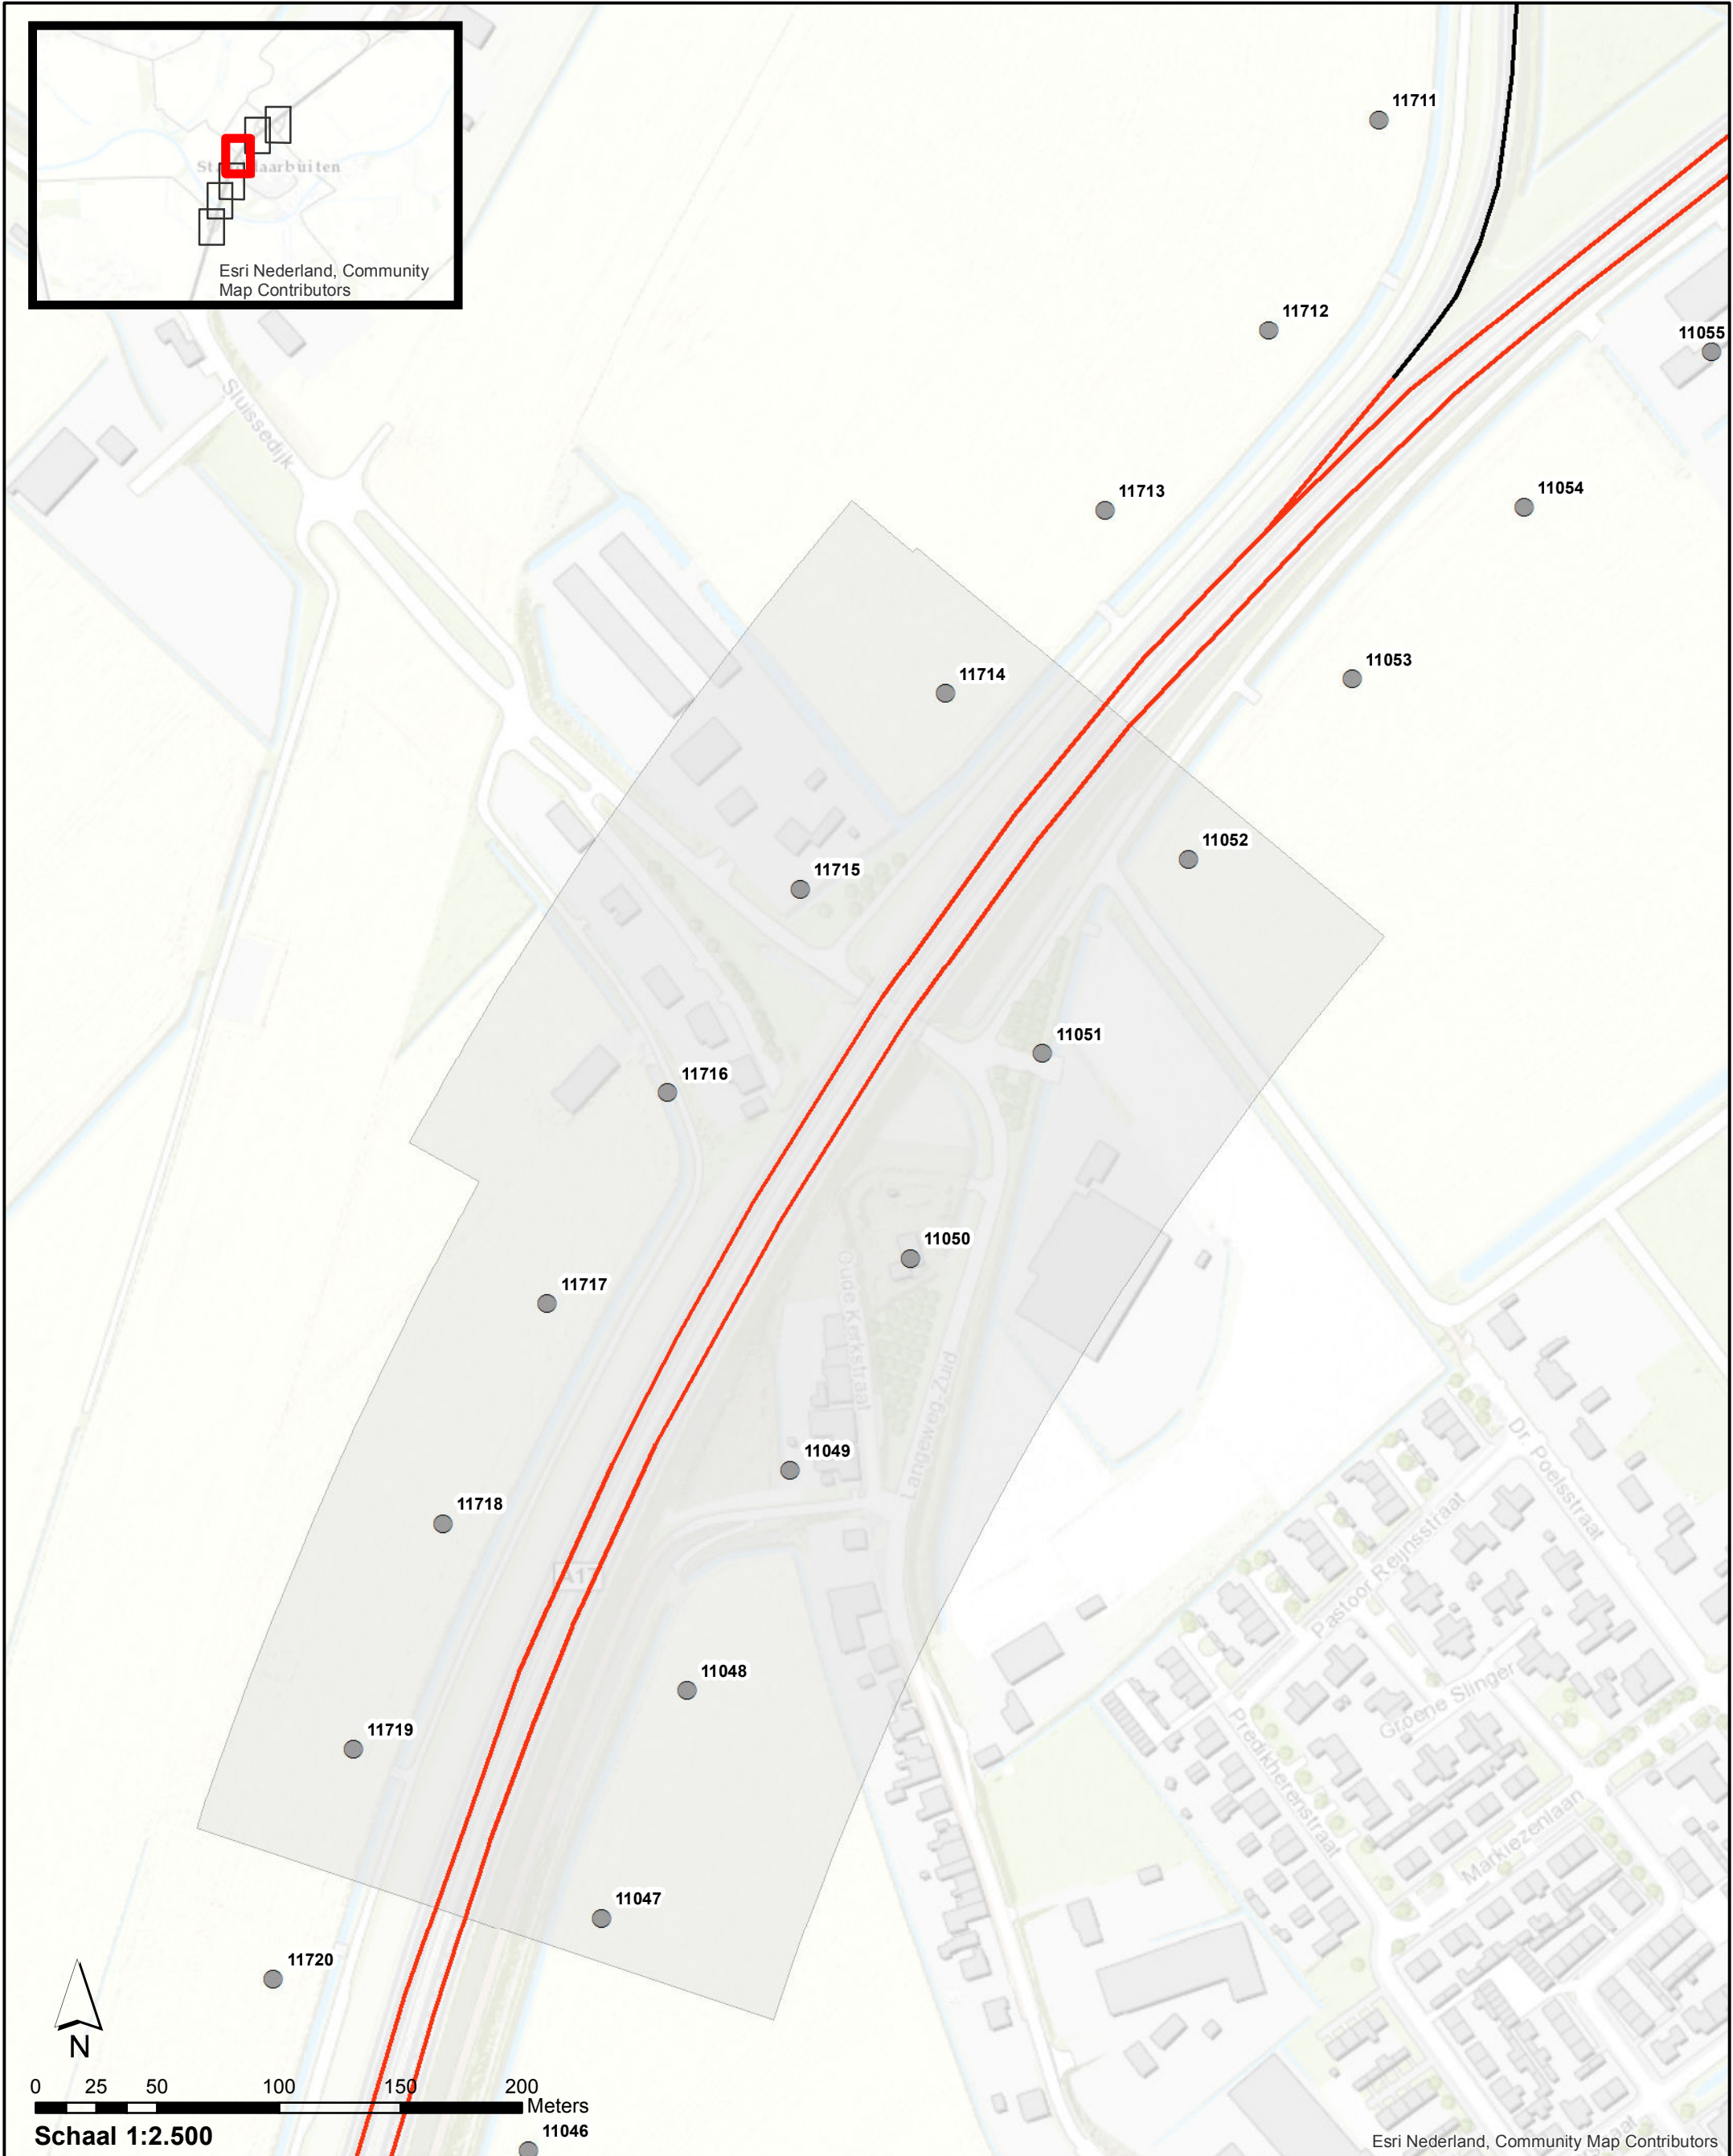 Esri Nederland, Community
Map Contributors
11711
11712
11055
Sluissedijk
11713
11054
11714
11053
11052
11715
11051
11716
11050
11717
Oude Kerkstraat
Langeweg-Zuid
11049
Dr. Poelsstraat
11718
Pastoor Reijnsstraat
11048
Groene Slinger
Predikherenstraat
11719
Markiezenlaan
11047
11720
N
0 25 50 100 150 200
Meters
Schaal 1:2.500
11046
Esri Nederland, Community Map Contributors